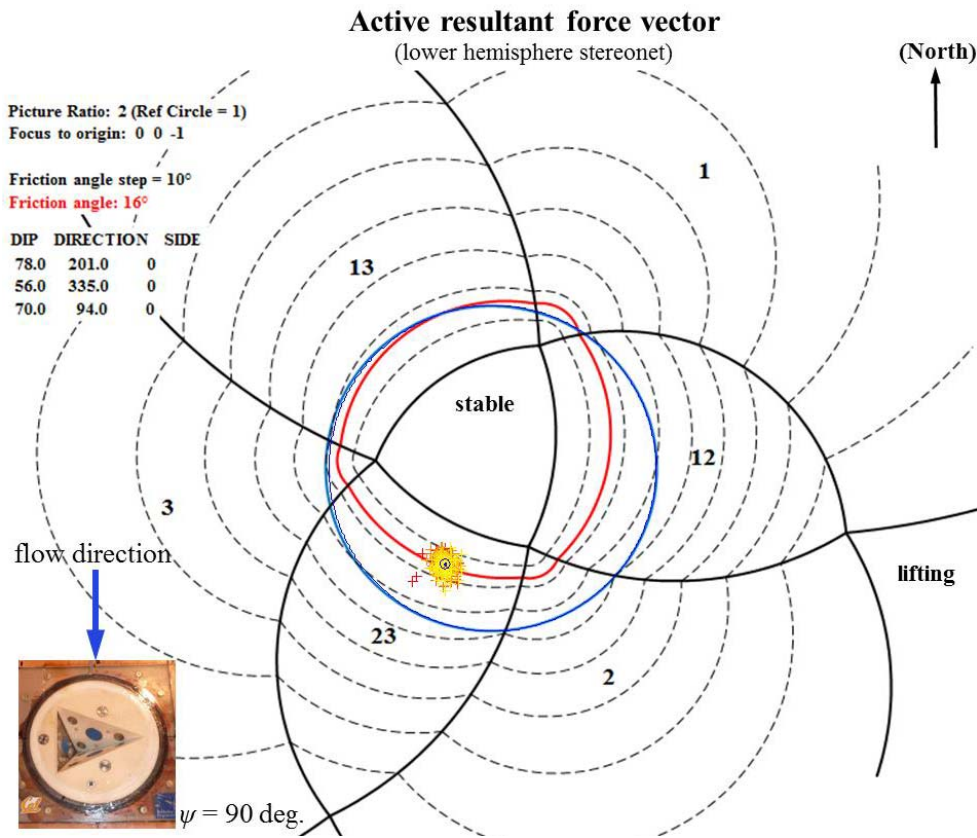 Active resultant force vector
(lower hemisphere stereonet)
(North)
Picture Ratio: 2 (Ref Circle = 1)
Focus to origin: 0 0 -1
Friction angle step = 10°
Friction angle: 16°
DIP DIRECTION SIDE
78.0 201.0 0
56.0 335.0 0
70.0 94.0 0
1
13
stable
12
3
flow direction
lifting
23
2
ψ = 90 deg.